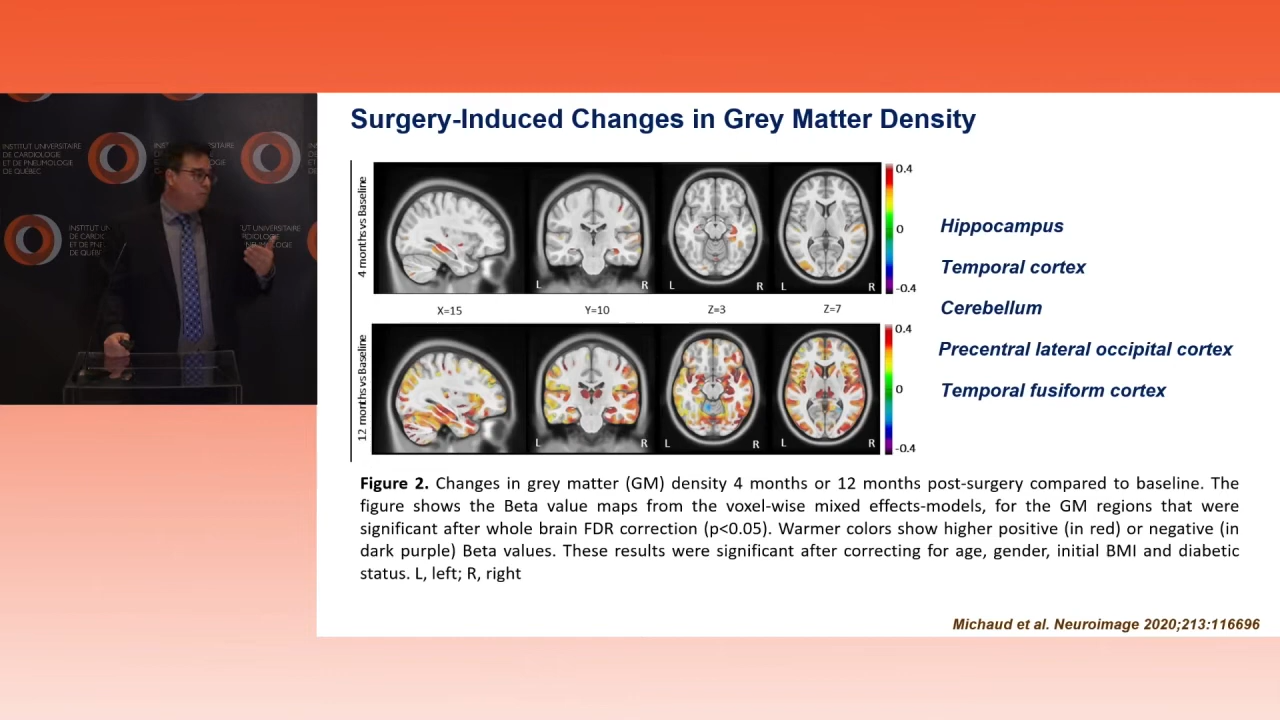 INSTITUT UNIVERSITAIRE
DE CARDIOLOGIE
ET DE PNEUMOLOGIE
DE QUÉBEC
Surgery-Induced Changes in Grey Matter Density
4 months vs Baseline
L R L R L R
0.4
0
-0.4
X=15 Y=10 Z=3 Z=7
12 months vs Baseline
L R L R L R
0.4
0
-0.4
Hippocampus
Temporal cortex
Cerebellum
Precentral lateral occipital cortex
Temporal fusiform cortex
Figure 2. Changes in grey matter (GM) density 4 months or 12 months post-surgery compared to baseline. The
figure shows the Beta value maps from the voxel-wise mixed effects-models, for the GM regions that were
significant after whole brain FDR correction (p<0.05). Warmer colors show higher positive (in red) or negative (in
dark purple) Beta values. These results were significant after correcting for age, gender, initial BMI and diabetic
status. L, left; R, right
Michaud et al. Neuroimage 2020;213:116696